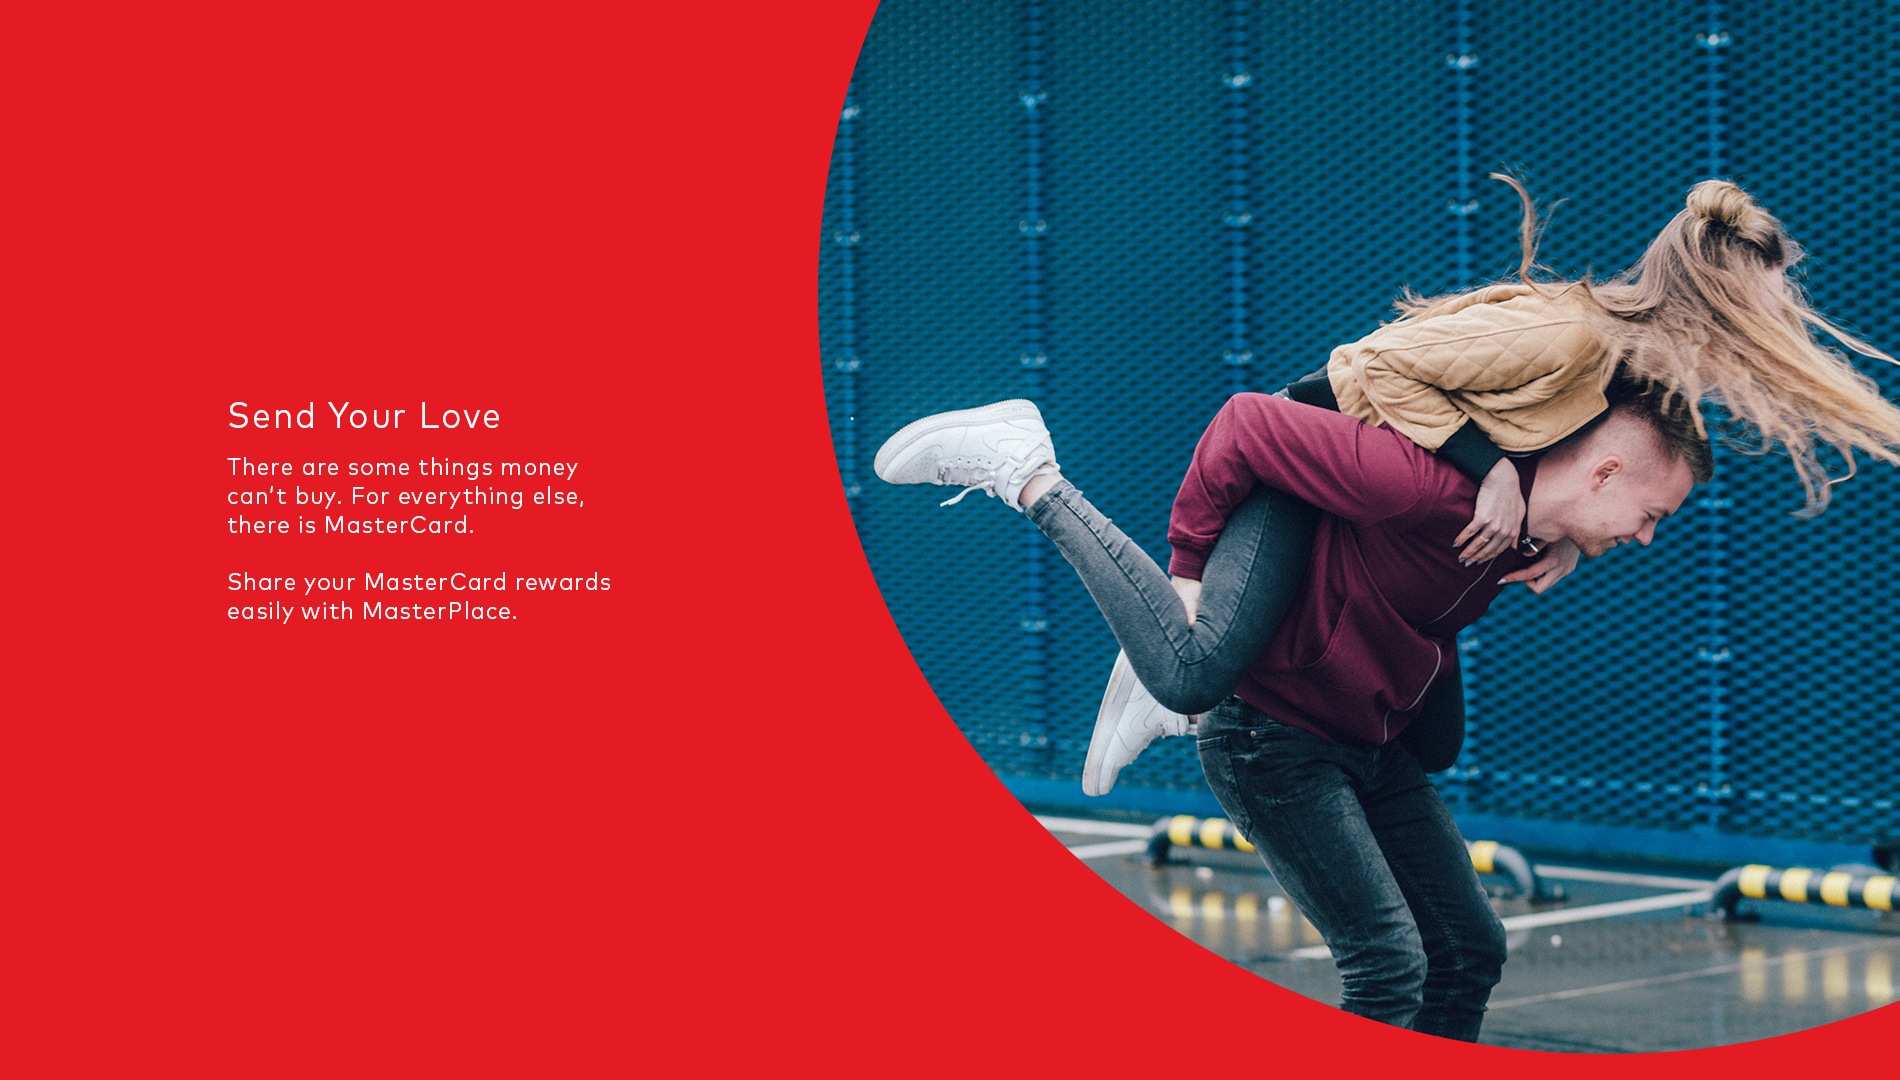 Send Your Love
There are some things money
can't buy. For everything else,
there is MasterCard.
Share your MasterCard rewards
easily with MasterPlace.